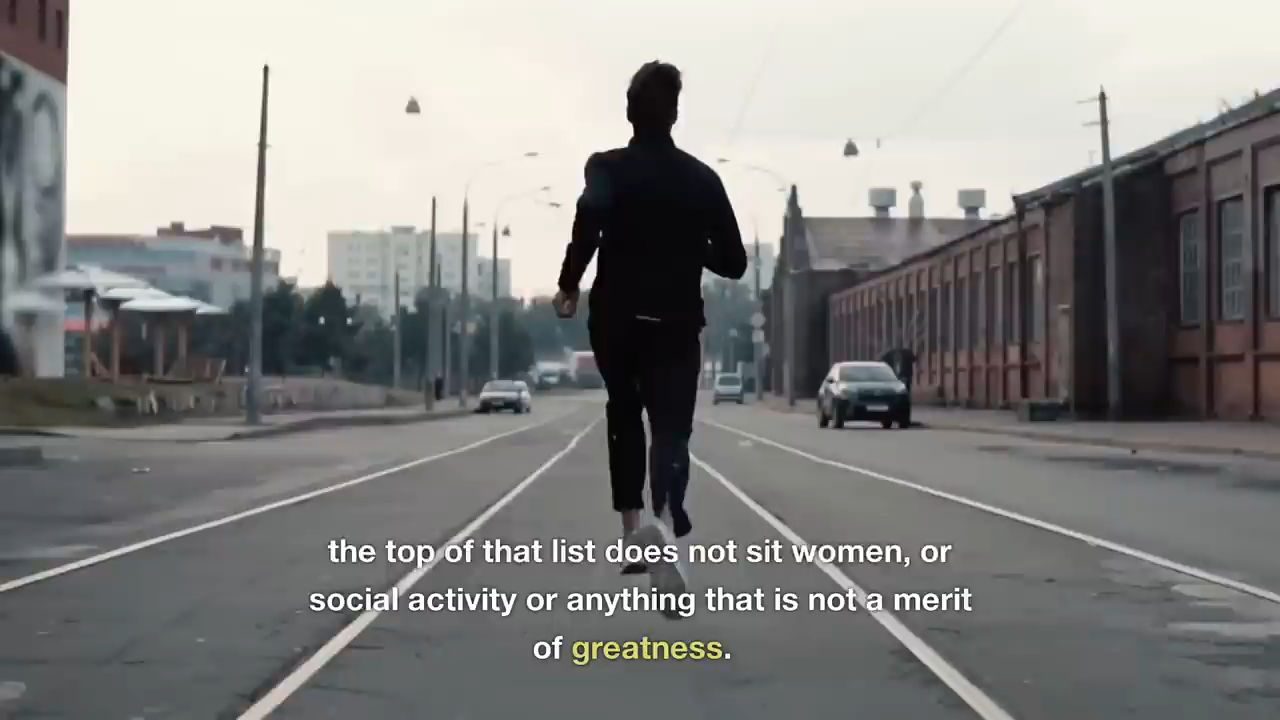 the top of that list does not sit women, or
social activity or anything that is not a merit
of greatness.